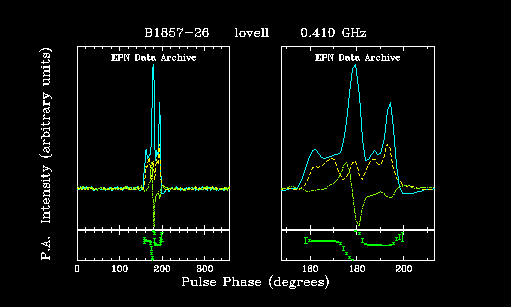 B1857-26 lovell 0.410 GHz
EPN Data Archive EPN Data Archive
P.A. Intensity (arbitrary units)
0 100 200 300 160 180 200
Pulse Phase (degrees)